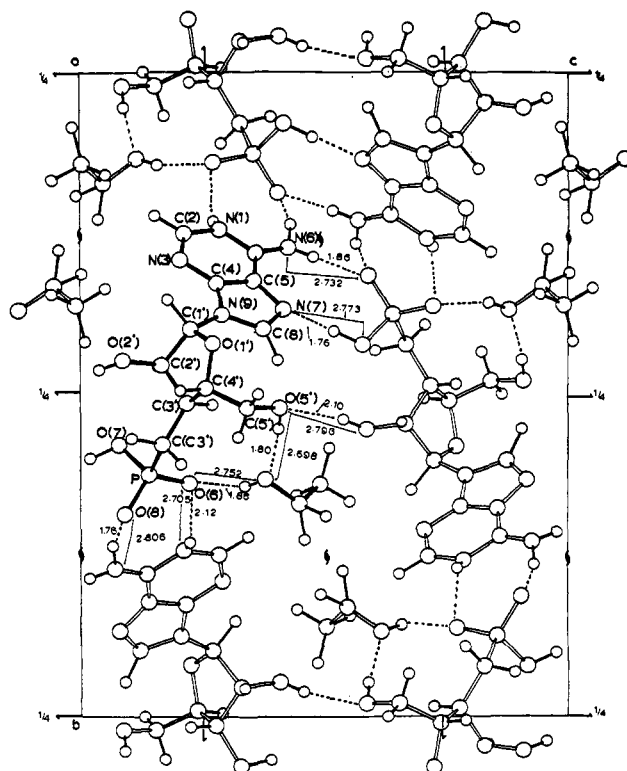 o c
1/4 1/4
C(2) N(1)
N(3) N(6)
1.86
C(4) C(5)
2.732
N(9) N(7) 2.773
C(1')
C(8) 1.76
O(2') O(1')
C(2')
1/4 1/4
C(4')
C(3') O(5') 2.10
C(5') 2.793
O(7) C(C3') 1.80
2.698
P 2.752
O(6) 1.88
2.705
O(8) 2.12
1.78
2.806
1/4 1/4
b